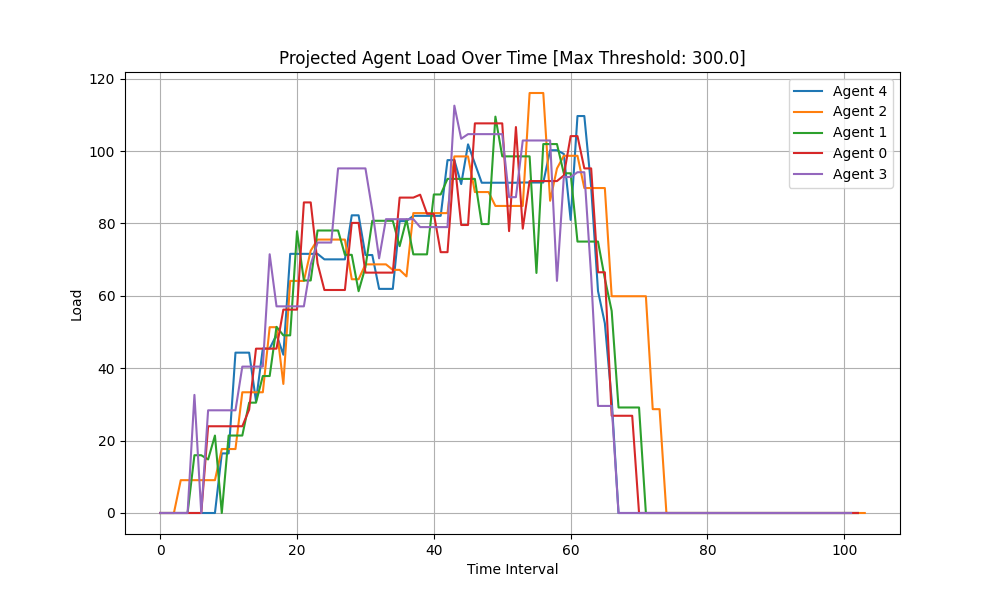 Projected Agent Load Over Time [Max Threshold: 300.0]
Load
120
100
80
60
40
20
0
Agent 4
Agent 2
Agent 1
Agent 0
Agent 3
0 20 40 60 80 100
Time Interval